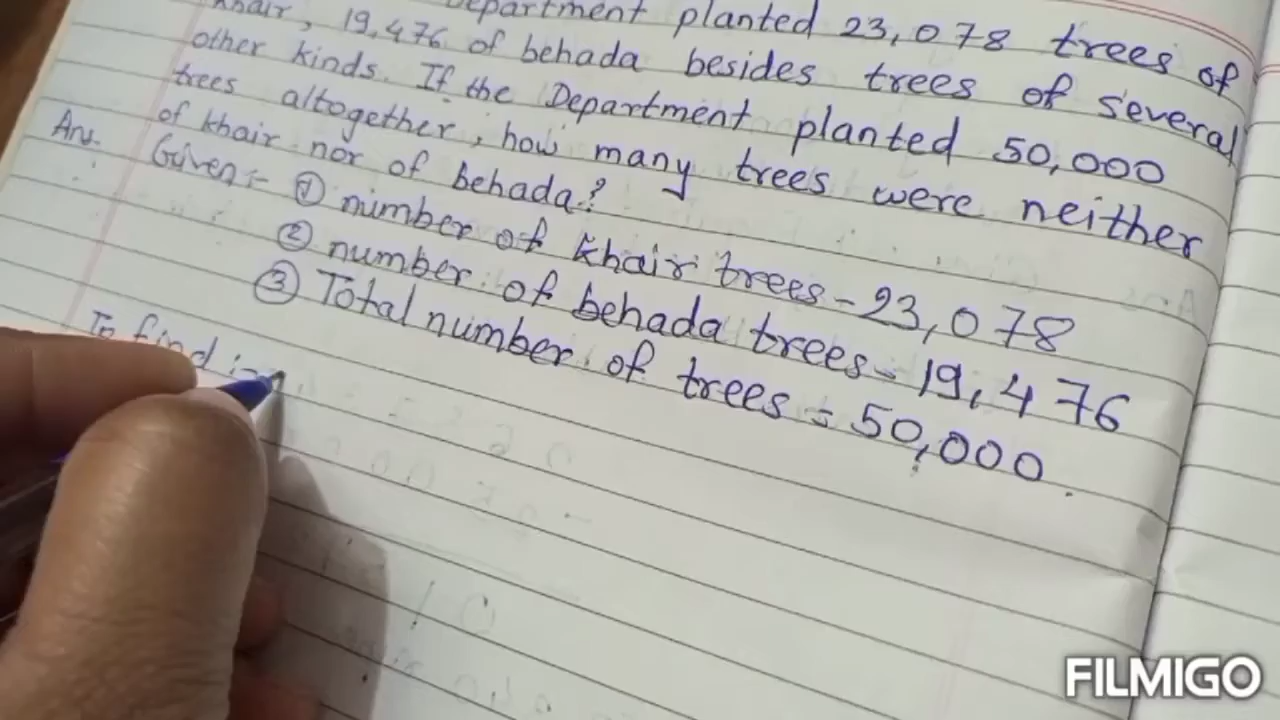 khair, 19,476 of behada besides trees of several
Department planted 23,078 trees of
other kinds. If the Department planted 50,000
trees altogether, how many trees were neither
of khair nor of behada?
Ans. Given:- ① number of khair trees - 23,078
② number of behada trees - 19,476
③ Total number of trees - 50,000.
To find :-
FILMIGO